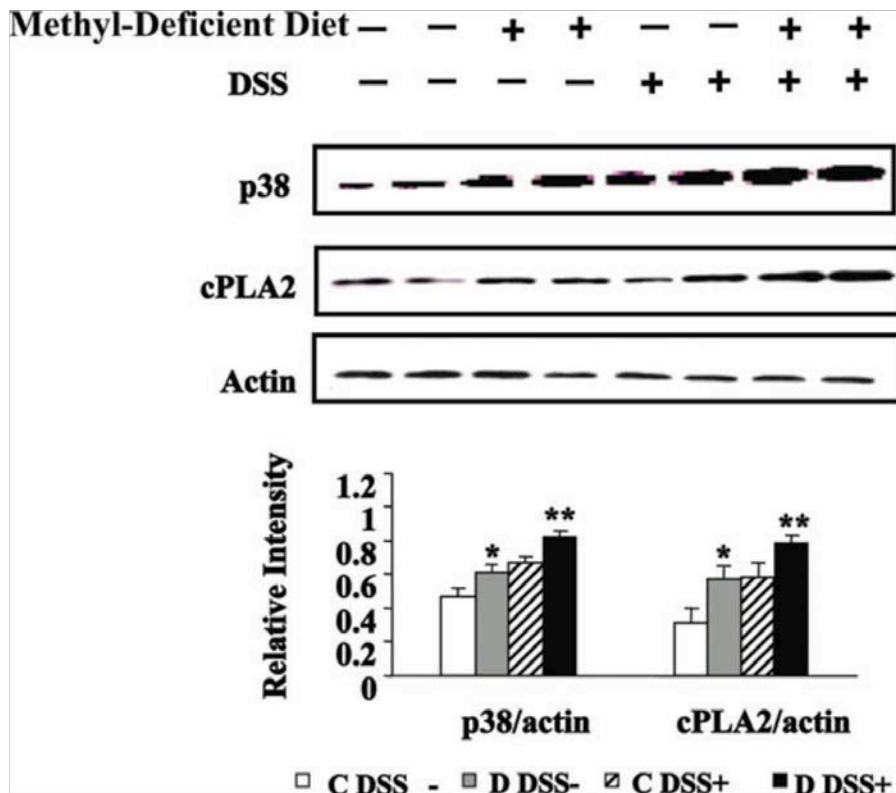 Methyl-Deficient Diet — — + + — — + +
DSS — — — — + + + +
p38
cPLA2
Actin
Relative Intensity
1.2
1
0.8
0.6
0.4
0.2
0
* **
* **
p38/actin cPLA2/actin
C DSS - D DSS- C DSS+ D DSS+